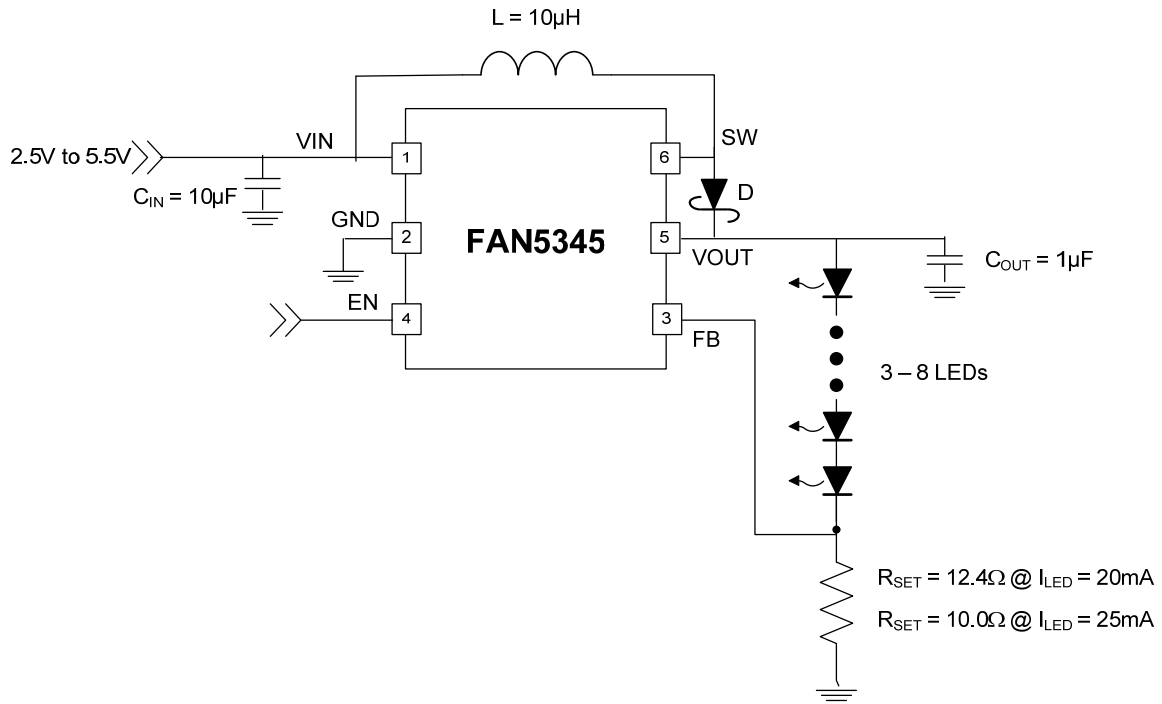 L = 10µH
VIN
SW
2.5V to 5.5V
1
6
C_IN = 10µF
D
GND
2
FAN5345
5
VOUT
C_OUT = 1µF
EN
4
3
FB
3 – 8 LEDs
R_SET = 12.4Ω @ I_LED = 20mA
R_SET = 10.0Ω @ I_LED = 25mA